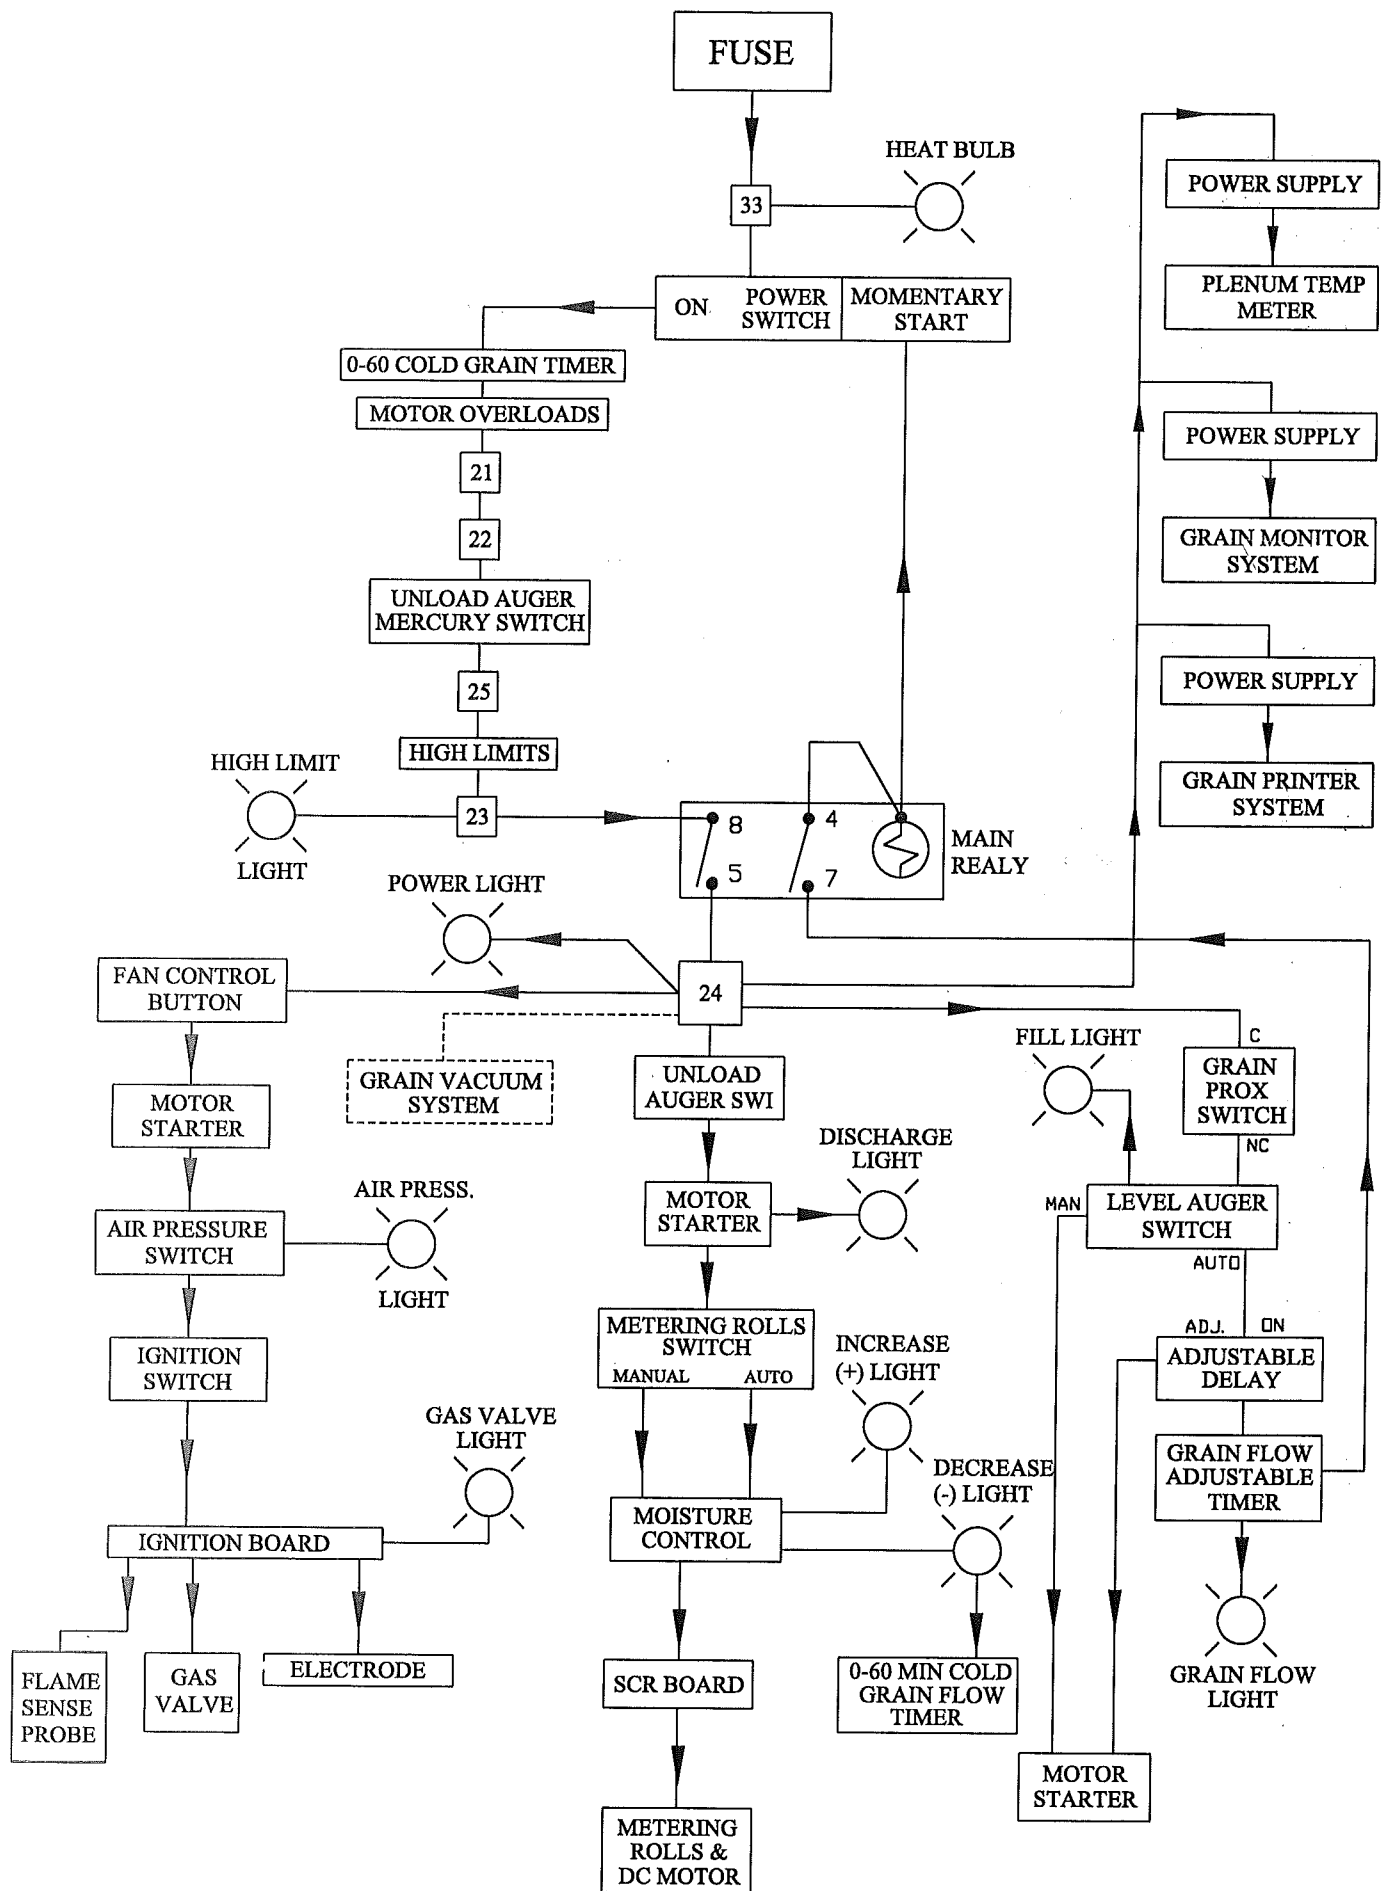 FUSE
HEAT BULB
33
POWER SUPPLY
PLENUM TEMP
METER
ON
POWER
SWITCH
MOMENTARY
START
0-60 COLD GRAIN TIMER
MOTOR OVERLOADS
21
22
UNLOAD AUGER
MERCURY SWITCH
25
HIGH LIMITS
HIGH LIMIT
LIGHT
23
POWER SUPPLY
GRAIN MONITOR
SYSTEM
POWER SUPPLY
GRAIN PRINTER
SYSTEM
8
5
4
7
MAIN
REALY
POWER LIGHT
24
FAN CONTROL
BUTTON
MOTOR
STARTER
GRAIN VACUUM
SYSTEM
AIR PRESSURE
SWITCH
AIR PRESS.
LIGHT
IGNITION
SWITCH
GAS VALVE
LIGHT
IGNITION BOARD
FLAME
SENSE
PROBE
GAS
VALVE
ELECTRODE
UNLOAD
AUGER SWI
MOTOR
STARTER
DISCHARGE
LIGHT
METERING ROLLS
SWITCH
MANUAL
AUTO
INCREASE
(+) LIGHT
DECREASE
(-) LIGHT
MOISTURE
CONTROL
SCR BOARD
METERING
ROLLS &
DC MOTOR
0-60 MIN COLD
GRAIN FLOW
TIMER
FILL LIGHT
C
GRAIN
PROX
SWITCH
NC
MAN
LEVEL AUGER
SWITCH
AUTO
ADJ.
ON
ADJUSTABLE
DELAY
GRAIN FLOW
ADJUSTABLE
TIMER
GRAIN FLOW
LIGHT
MOTOR
STARTER